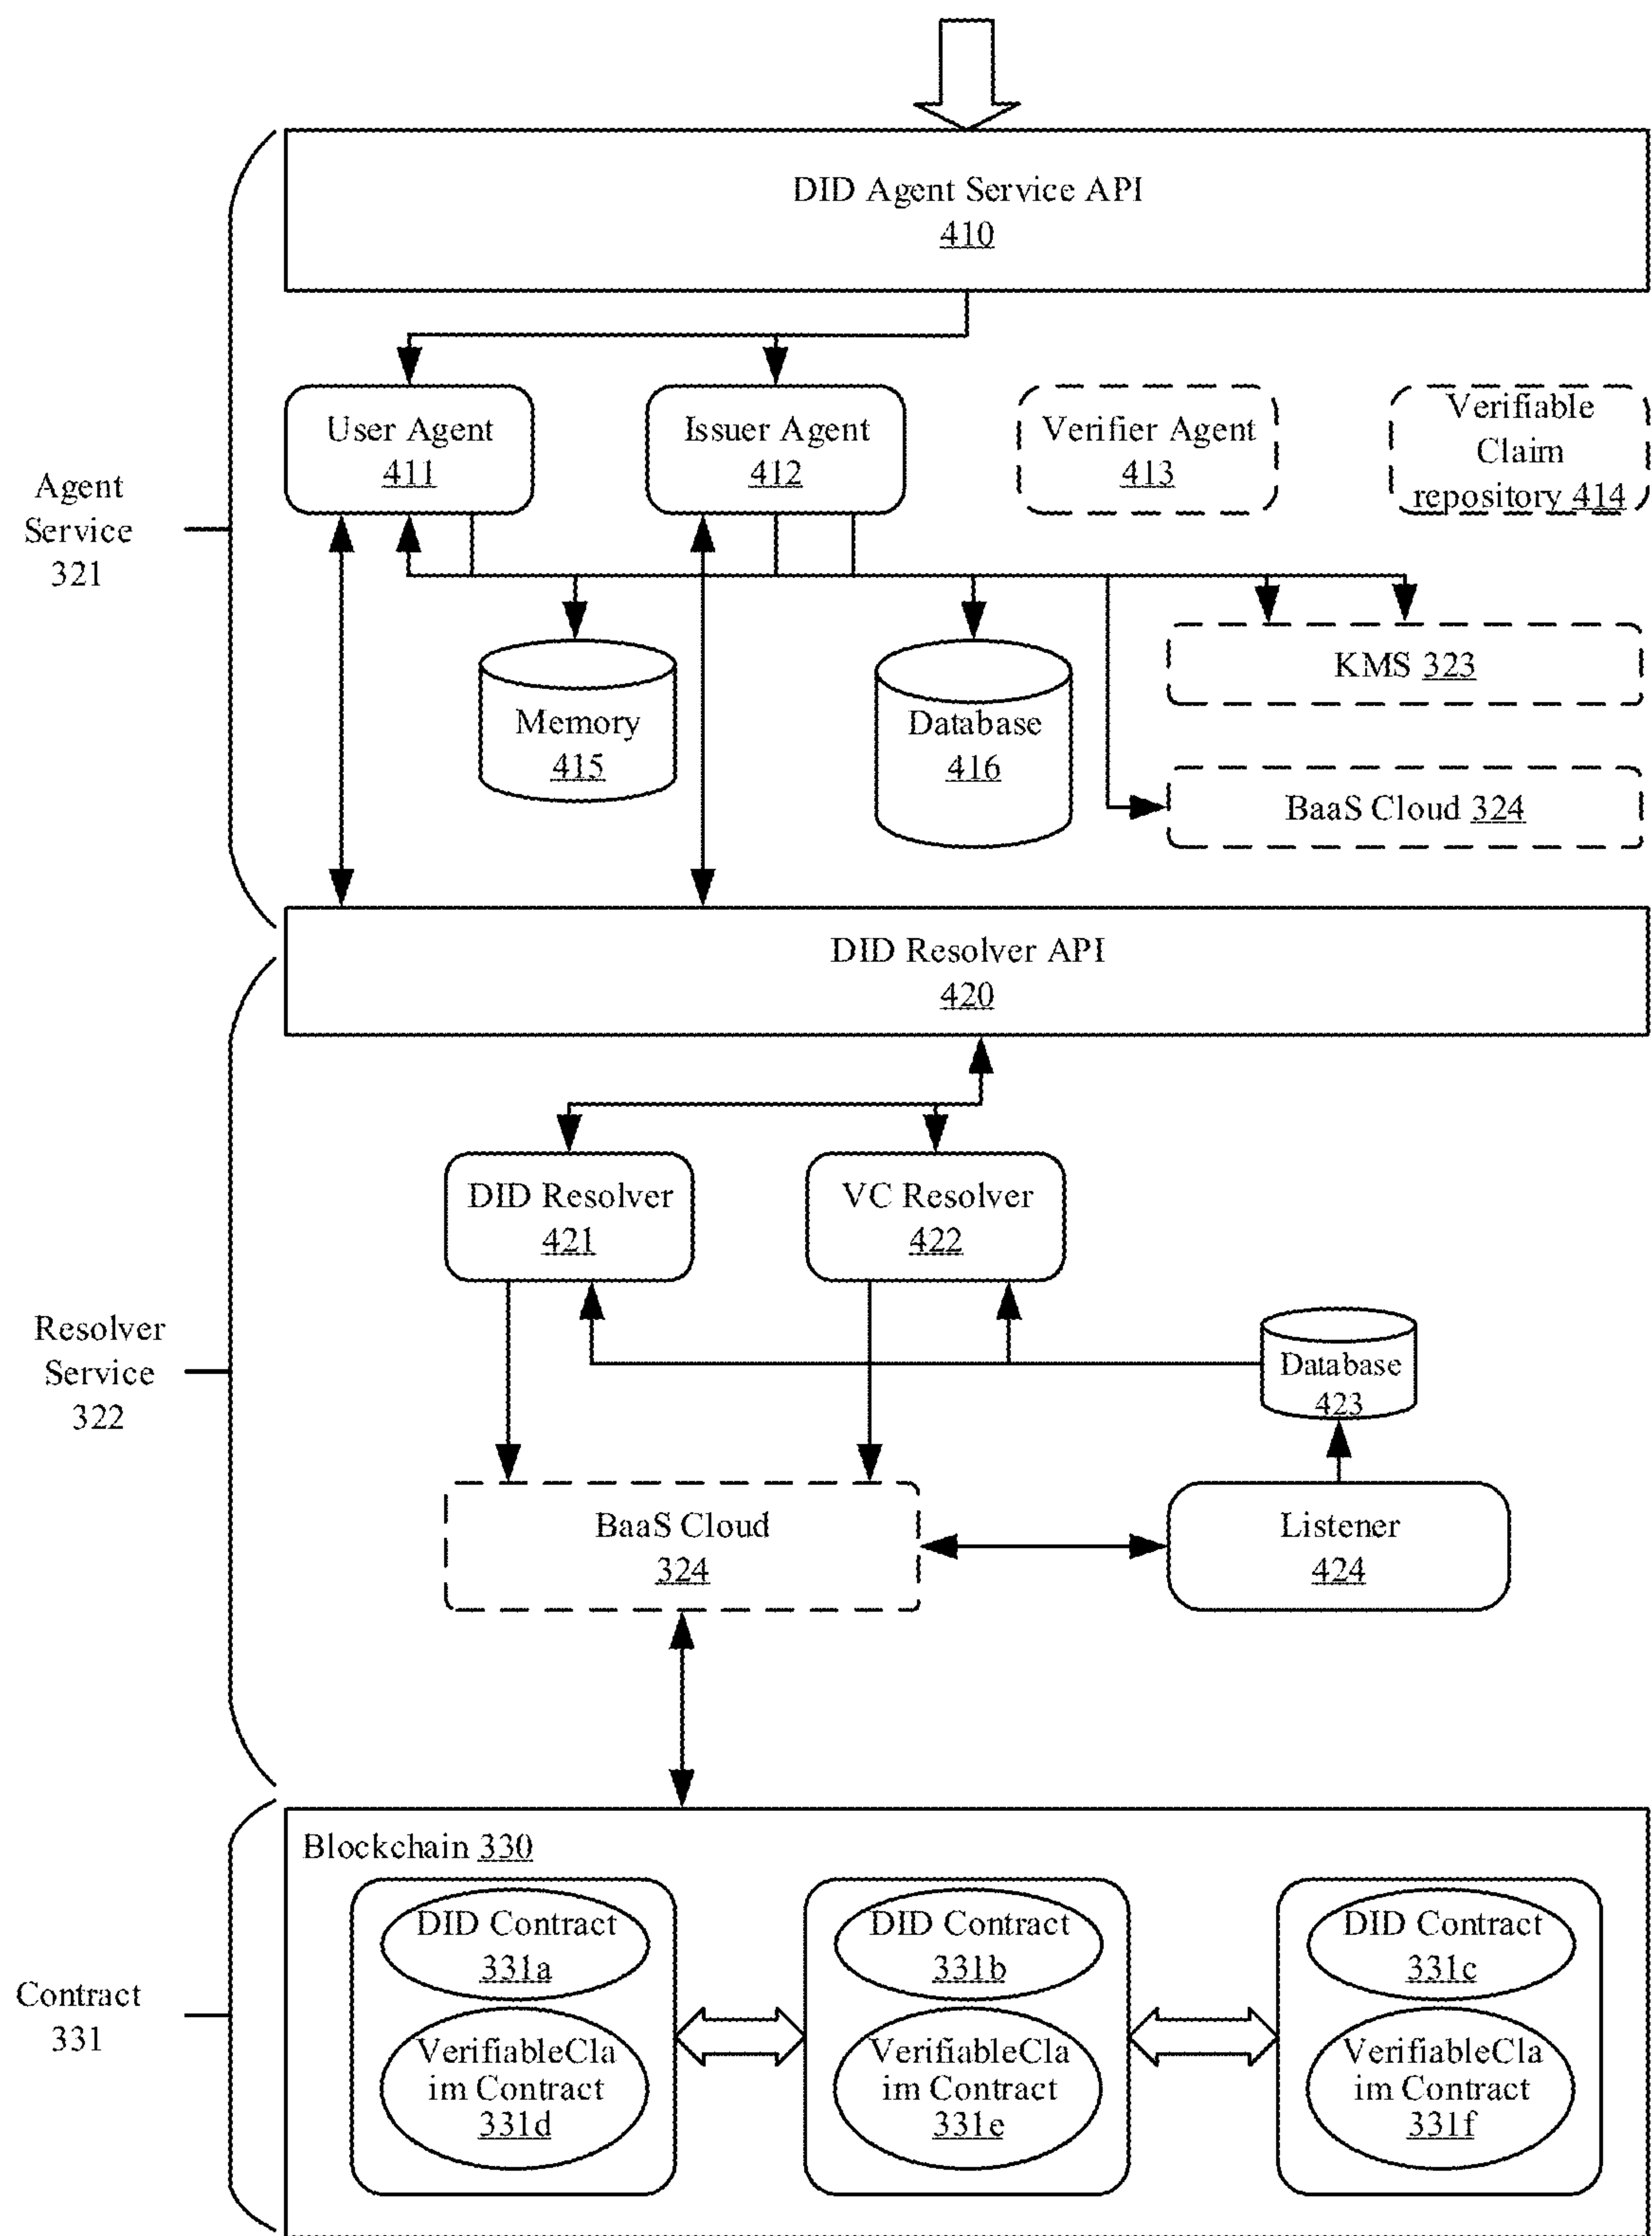 DID Agent Service API
410
User Agent
411
Issuer Agent
412
Verifier Agent
413
Verifiable
Claim
repository 414
Agent
Service
321
Memory
415
Database
416
KMS 323
BaaS Cloud 324
DID Resolver API
420
DID Resolver
421
VC Resolver
422
Resolver
Service
322
Database
423
BaaS Cloud
324
Listener
424
Blockchain 330
DID Contract
331a
DID Contract
331b
DID Contract
331c
Contract
331
VerifiableCla
im Contract
331d
VerifiableCla
im Contract
331e
VerifiableCla
im Contract
331f